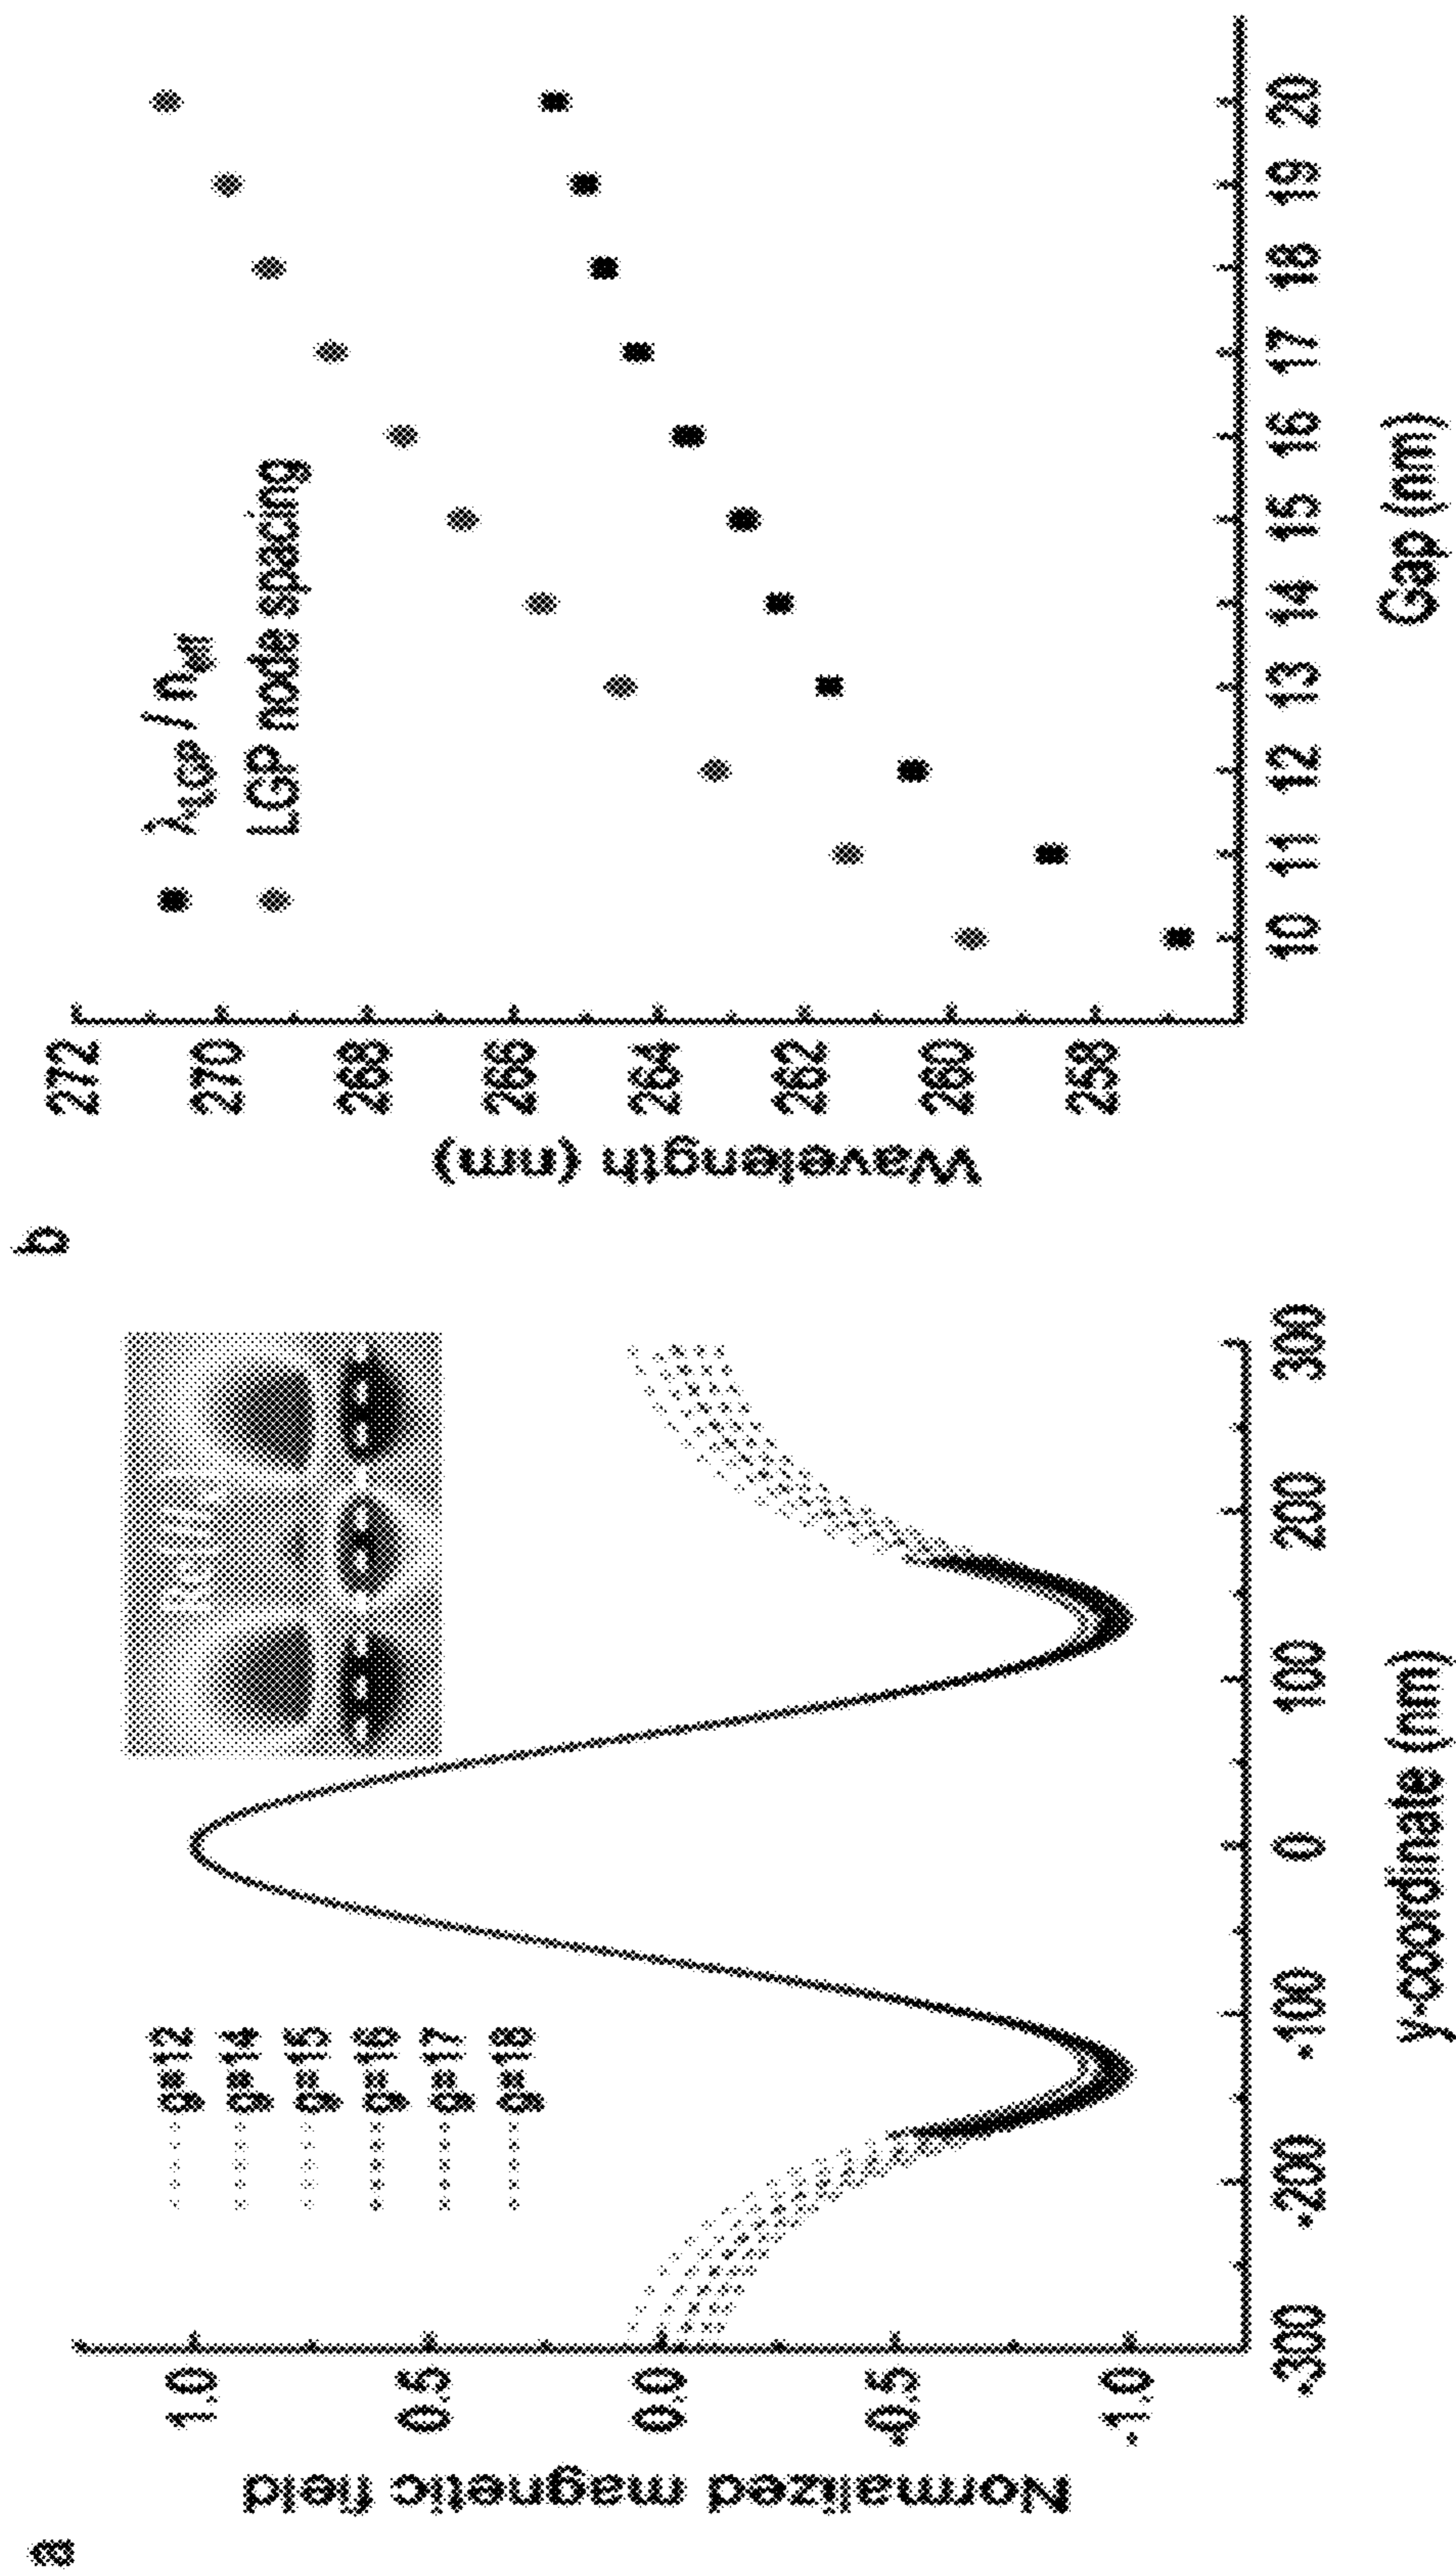 a
Normalized magnetic field
1.0
0.5
0.0
-0.5
-1.0
g=12
g=14
g=15
g=16
g=17
g=18
-300 -200 -100 0 100 200 300
y-coordinate (nm)
b
Wavelength (nm)
272
270
268
266
264
262
260
258
λLGP / neff
LGP node spacing
10 11 12 13 14 15 16 17 18 19 20
Gap (nm)